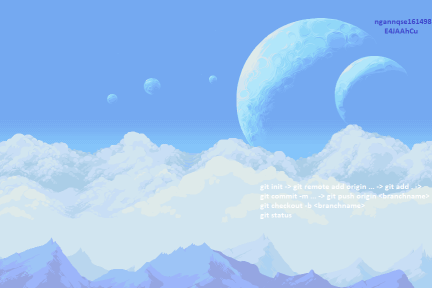 ngannqse161498
E4JAAhCu
git init -> git remote add origin ... -> git add . ->
git commit -m ... -> git push origin <branchname>
git checkout -b <branchname>
git status